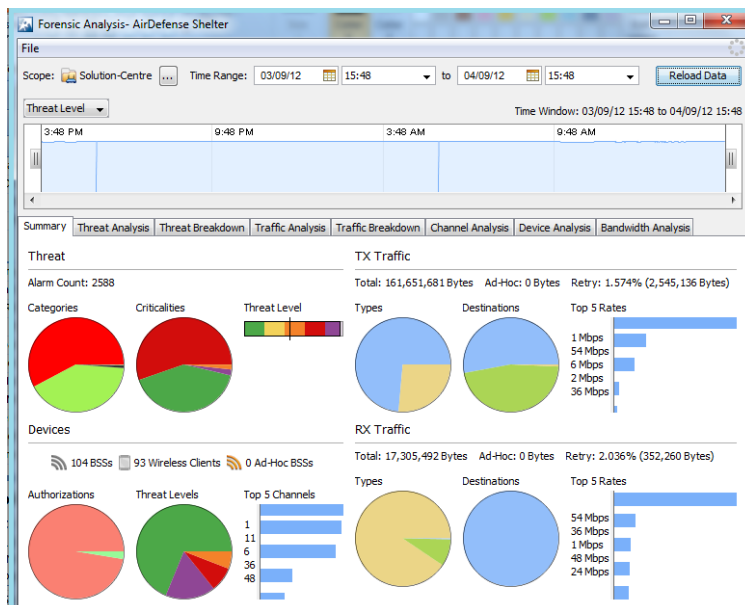 Forensic Analysis- AirDefense Shelter
File
Scope: Solution-Centre ... Time Range: 03/09/12 15:48 to 04/09/12 15:48 Reload Data
Threat Level Time Window: 03/09/12 15:48 to 04/09/12 15:48
3:48 PM 9:48 PM 3:48 AM 9:48 AM
Summary Threat Analysis Threat Breakdown Traffic Analysis Traffic Breakdown Channel Analysis Device Analysis Bandwidth Analysis
Threat
Alarm Count: 2588
Categories Criticalities Threat Level
TX Traffic
Total: 161,651,681 Bytes Ad-Hoc: 0 Bytes Retry: 1.574% (2,545,136 Bytes)
Types Destinations Top 5 Rates
1 Mbps
54 Mbps
6 Mbps
2 Mbps
36 Mbps
Devices
104 BSSs 93 Wireless Clients 0 Ad-Hoc BSSs
Authorizations Threat Levels Top 5 Channels
1
11
6
36
48
RX Traffic
Total: 17,305,492 Bytes Ad-Hoc: 0 Bytes Retry: 2.036% (352,260 Bytes)
Types Destinations Top 5 Rates
54 Mbps
36 Mbps
1 Mbps
48 Mbps
24 Mbps